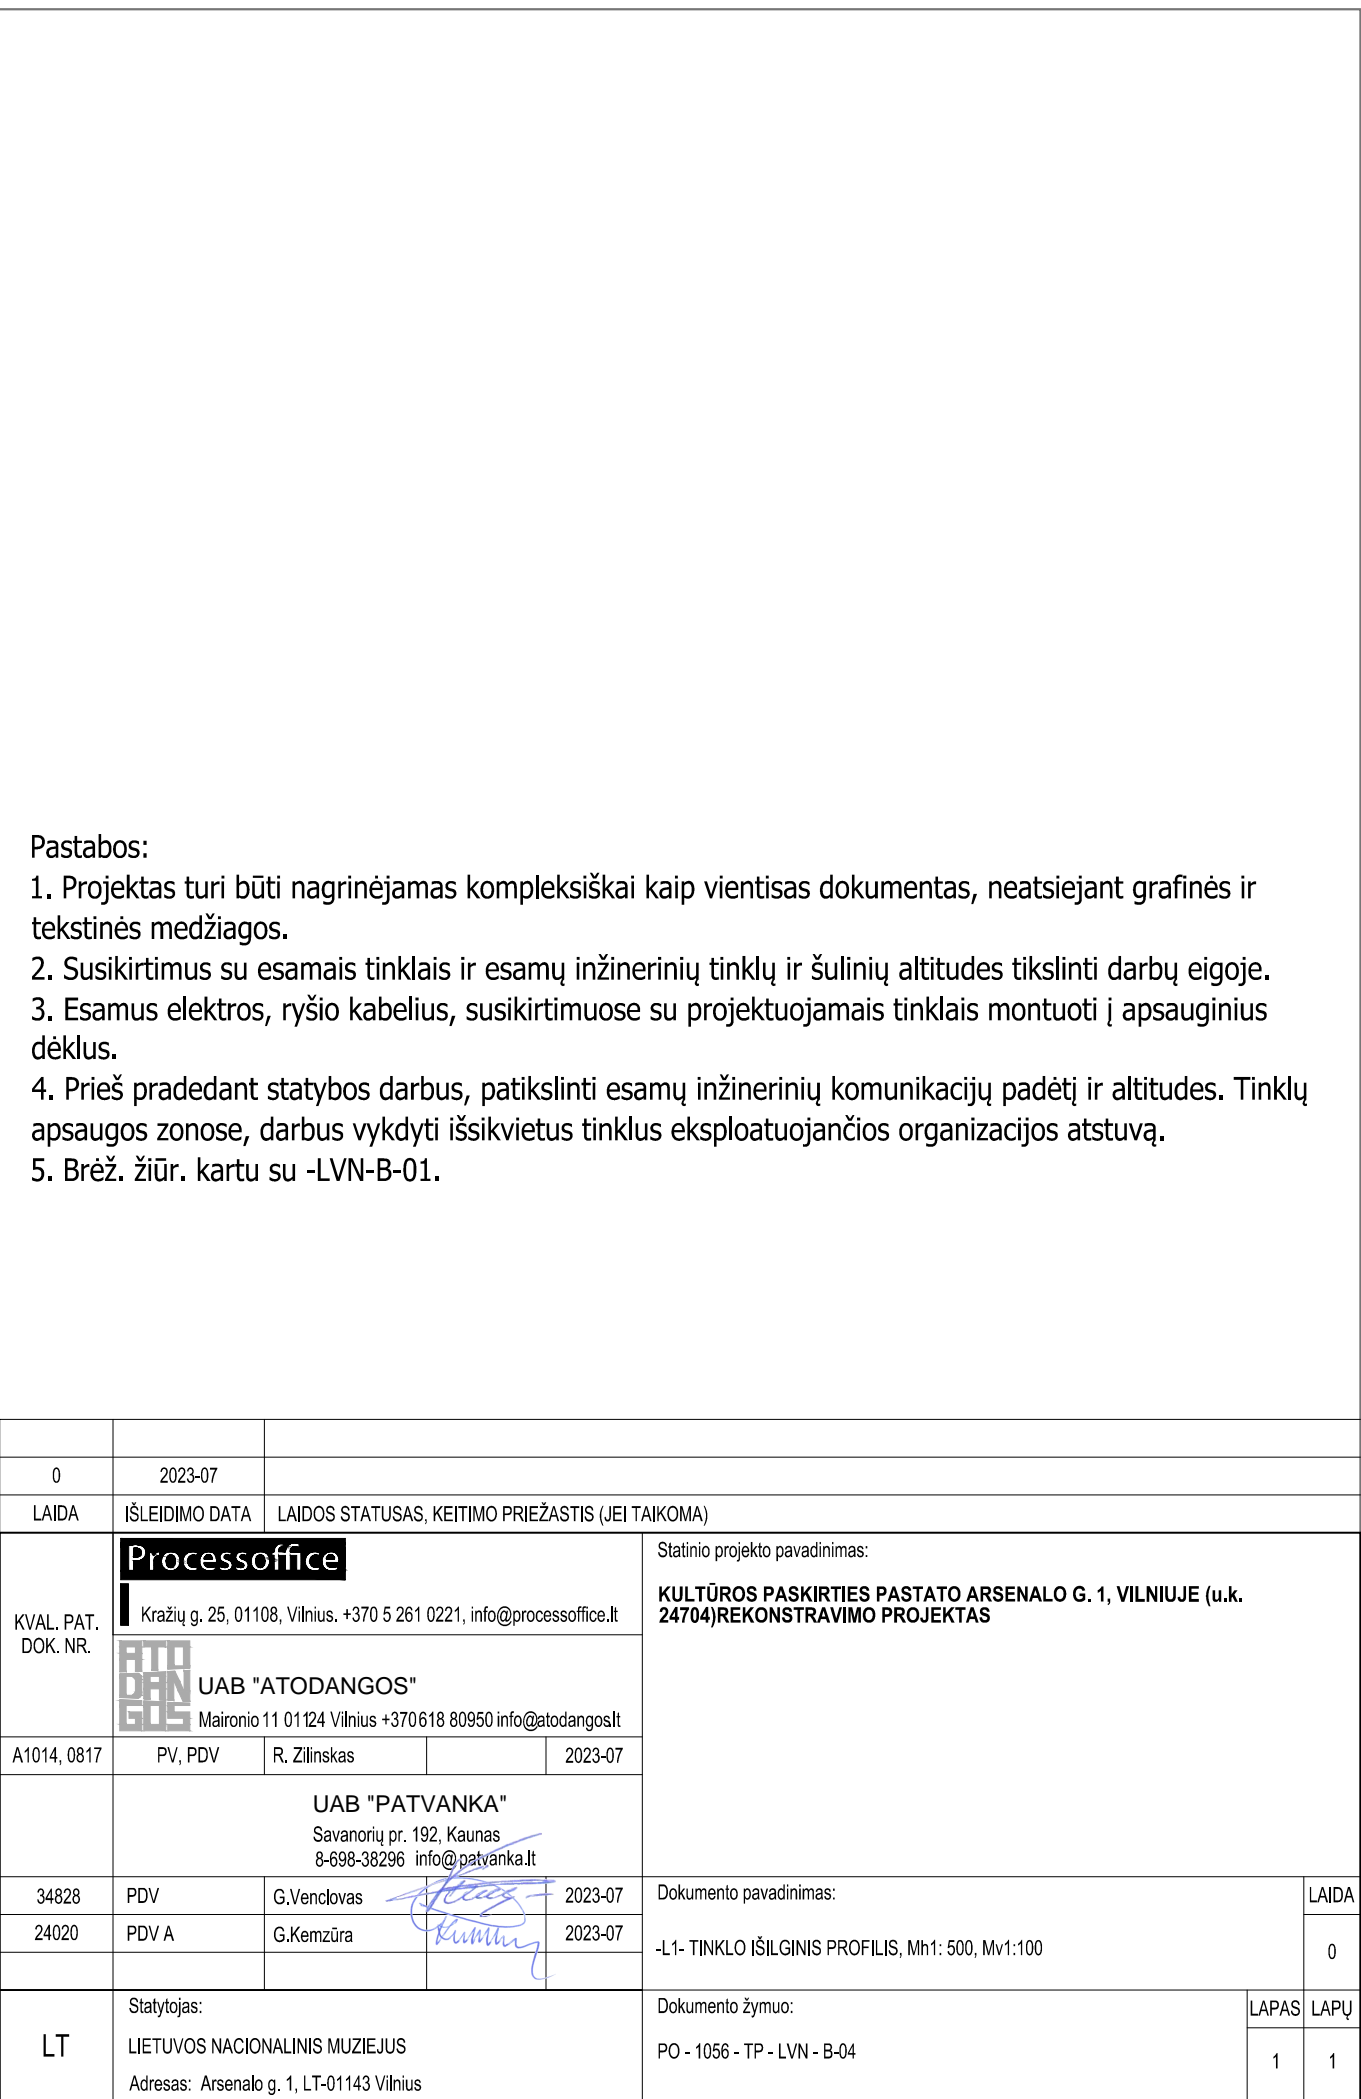 Pastabos:
1. Projektas turi būti nagrinėjamas kompleksiškai kaip vientisas dokumentas, neatsiejant grafinės ir
tekstinės medžiagos.
2. Susikirtimus su esamais tinklais ir esamų inžinerinių tinklų ir šulinių altitudes tikslinti darbų eigoje.
3. Esamus elektros, ryšio kabelius, susikirtimuose su projektuojamais tinklais montuoti į apsauginius
dėklus.
4. Prieš pradedant statybos darbus, patikslinti esamų inžinerinių komunikacijų padėtį ir altitudes. Tinklų
apsaugos zonose, darbus vykdyti išsikvietus tinklus eksploatuojančios organizacijos atstuvą.
5. Brėž. žiūr. kartu su -LVN-B-01.
0 2023-07
LAIDA IŠLEIDIMO DATA LAIDOS STATUSAS, KEITIMO PRIEŽASTIS (JEI TAIKOMA)
KVAL. PAT.
DOK. NR.
Processoffice
Kražių g. 25, 01108, Vilnius. +370 5 261 0221, info@processoffice.lt
ATO
DAN
GOS
UAB "ATODANGOS"
Maironio 11 01124 Vilnius +370618 80950 info@atodangos.lt
Statinio projekto pavadinimas:
KULTŪROS PASKIRTIES PASTATO ARSENALO G. 1, VILNIUJE (u.k.
24704)REKONSTRAVIMO PROJEKTAS
A1014, 0817 PV, PDV R. Zilinskas 2023-07
UAB "PATVANKA"
Savanorių pr. 192, Kaunas
8-698-38296 info@patvanka.lt
34828 PDV G.Venclovas 2023-07
24020 PDV A G.Kemzūra 2023-07
Dokumento pavadinimas:
-L1- TINKLO IŠILGINIS PROFILIS, Mh1: 500, Mv1:100
LAIDA
0
LT
Statytojas:
LIETUVOS NACIONALINIS MUZIEJUS
Adresas: Arsenalo g. 1, LT-01143 Vilnius
Dokumento žymuo:
PO - 1056 - TP - LVN - B-04
LAPAS LAPŲ
1 1